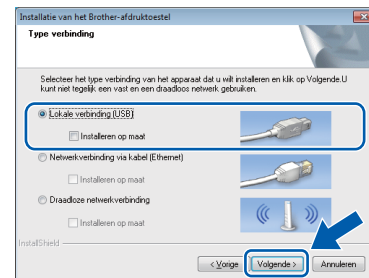 Installatie van het Brother-afdruktoestel
Type verbinding
Selecteer het type verbinding van het apparaat dat u wilt installeren en klik op Volgende.U
kunt niet tegelijk een vast en een draadloos netwerk gebruiken.
Lokale verbinding (USB)
Installeren op maat
Netwerkverbinding via kabel (Ethernet)
Installeren op maat
Draadloze netwerkverbinding
Installeren op maat
InstallShield
< Vorige Volgende > Annuleren